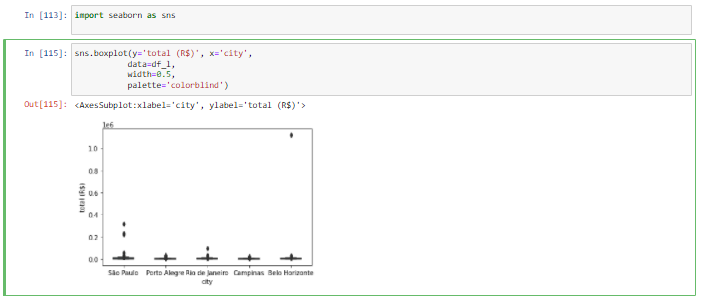 In [113]: import seaborn as sns
In [115]: sns.boxplot(y='total (R$)', x='city',
data=df_1,
width=0.5,
palette='colorblind')
Out[115]: <AxesSubplot:xlabel='city', ylabel='total (R$)'>
1e6
1.0
0.8
0.6
0.4
0.2
0.0
total (R$)
São Paulo Porto Alegre Rio de Janeiro Campinas Belo Horizonte
city